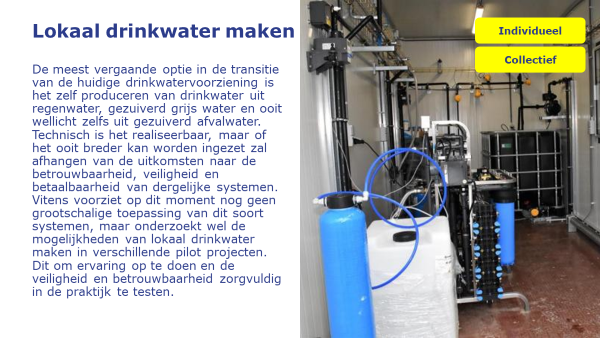 Lokaal drinkwater maken
Individueel
Collectief
De meest vergaande optie in de transitie
van de huidige drinkwatervoorziening is
het zelf produceren van drinkwater uit
regenwater, gezuiverd grijs water en ooit
wellicht zelfs uit gezuiverd afvalwater.
Technisch is het realiseerbaar, maar of
het ooit breder kan worden ingezet zal
afhangen van de uitkomsten naar de
betrouwbaarheid, veiligheid en
betaalbaarheid van dergelijke systemen.
Vitens voorziet op dit moment nog geen
grootschalige toepassing van dit soort
systemen, maar onderzoekt wel de
mogelijkheden van lokaal drinkwater
maken in verschillende pilot projecten.
Dit om ervaring op te doen en de
veiligheid en betrouwbaarheid zorgvuldig
in de praktijk te testen.